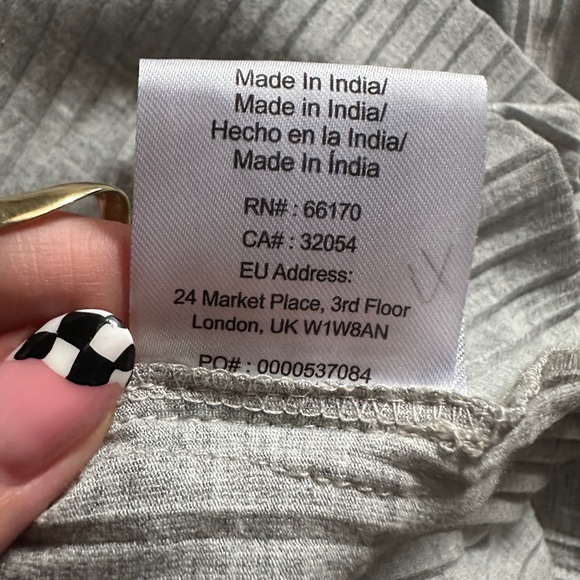 Made In India/
Made in India/
Hecho en la India/
Made In Índia
RN# : 66170
CA# : 32054
EU Address:
24 Market Place, 3rd Floor
London, UK W1W8AN
PO# : 0000537084